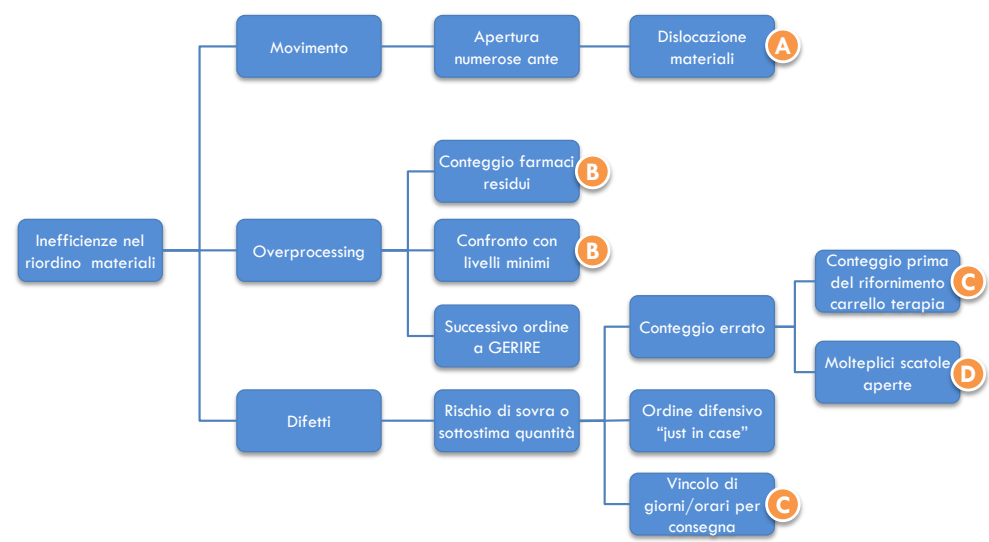 Movimento
Apertura
numerose ante
Dislocazione
materiali
A
Conteggio farmaci
residui
B
Inefficienze nel
riordino materiali
Overprocessing
Confronto con
livelli minimi
B
Successivo ordine
a GERIRE
Conteggio errato
Conteggio prima
del rifornimento
carrello terapia
C
Molteplici scatole
aperte
D
Difetti
Rischio di sovra o
sottostima quantità
Ordine difensivo
“just in case”
Vincolo di
giorni/orari per
consegna
C